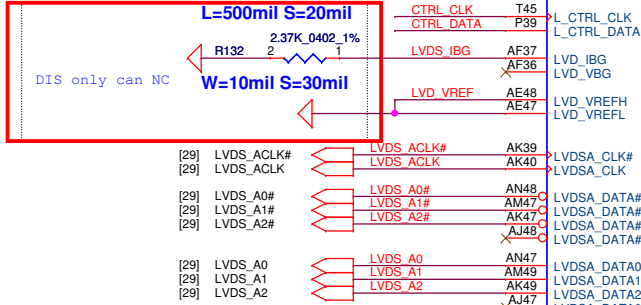 L=500mil S=20mil
CTRL_CLK T45 L_CTRL_CLK
CTRL_DATA P39 L_CTRL_DATA
2.37K_0402_1%
R132 2 1 LVDS_IBG AF37 LVD_IBG
AF36 LVD_VBG
DIS only can NC
W=10mil S=30mil
LVD_VREF AE48 LVD_VREFH
AE47 LVD_VREFL
[29] LVDS_ACLK# LVDS_ACLK# AK39 LVDSA_CLK#
[29] LVDS_ACLK LVDS_ACLK AK40 LVDSA_CLK
[29] LVDS_A0# LVDS_A0# AN48 LVDSA_DATA#
[29] LVDS_A1# LVDS_A1# AM47 LVDSA_DATA#
[29] LVDS_A2# LVDS_A2# AK47 LVDSA_DATA#
AJ48 LVDSA_DATA#
[29] LVDS_A0 LVDS_A0 AN47 LVDSA_DATA0
[29] LVDS_A1 LVDS_A1 AM49 LVDSA_DATA1
[29] LVDS_A2 LVDS_A2 AK49 LVDSA_DATA2
AJ47